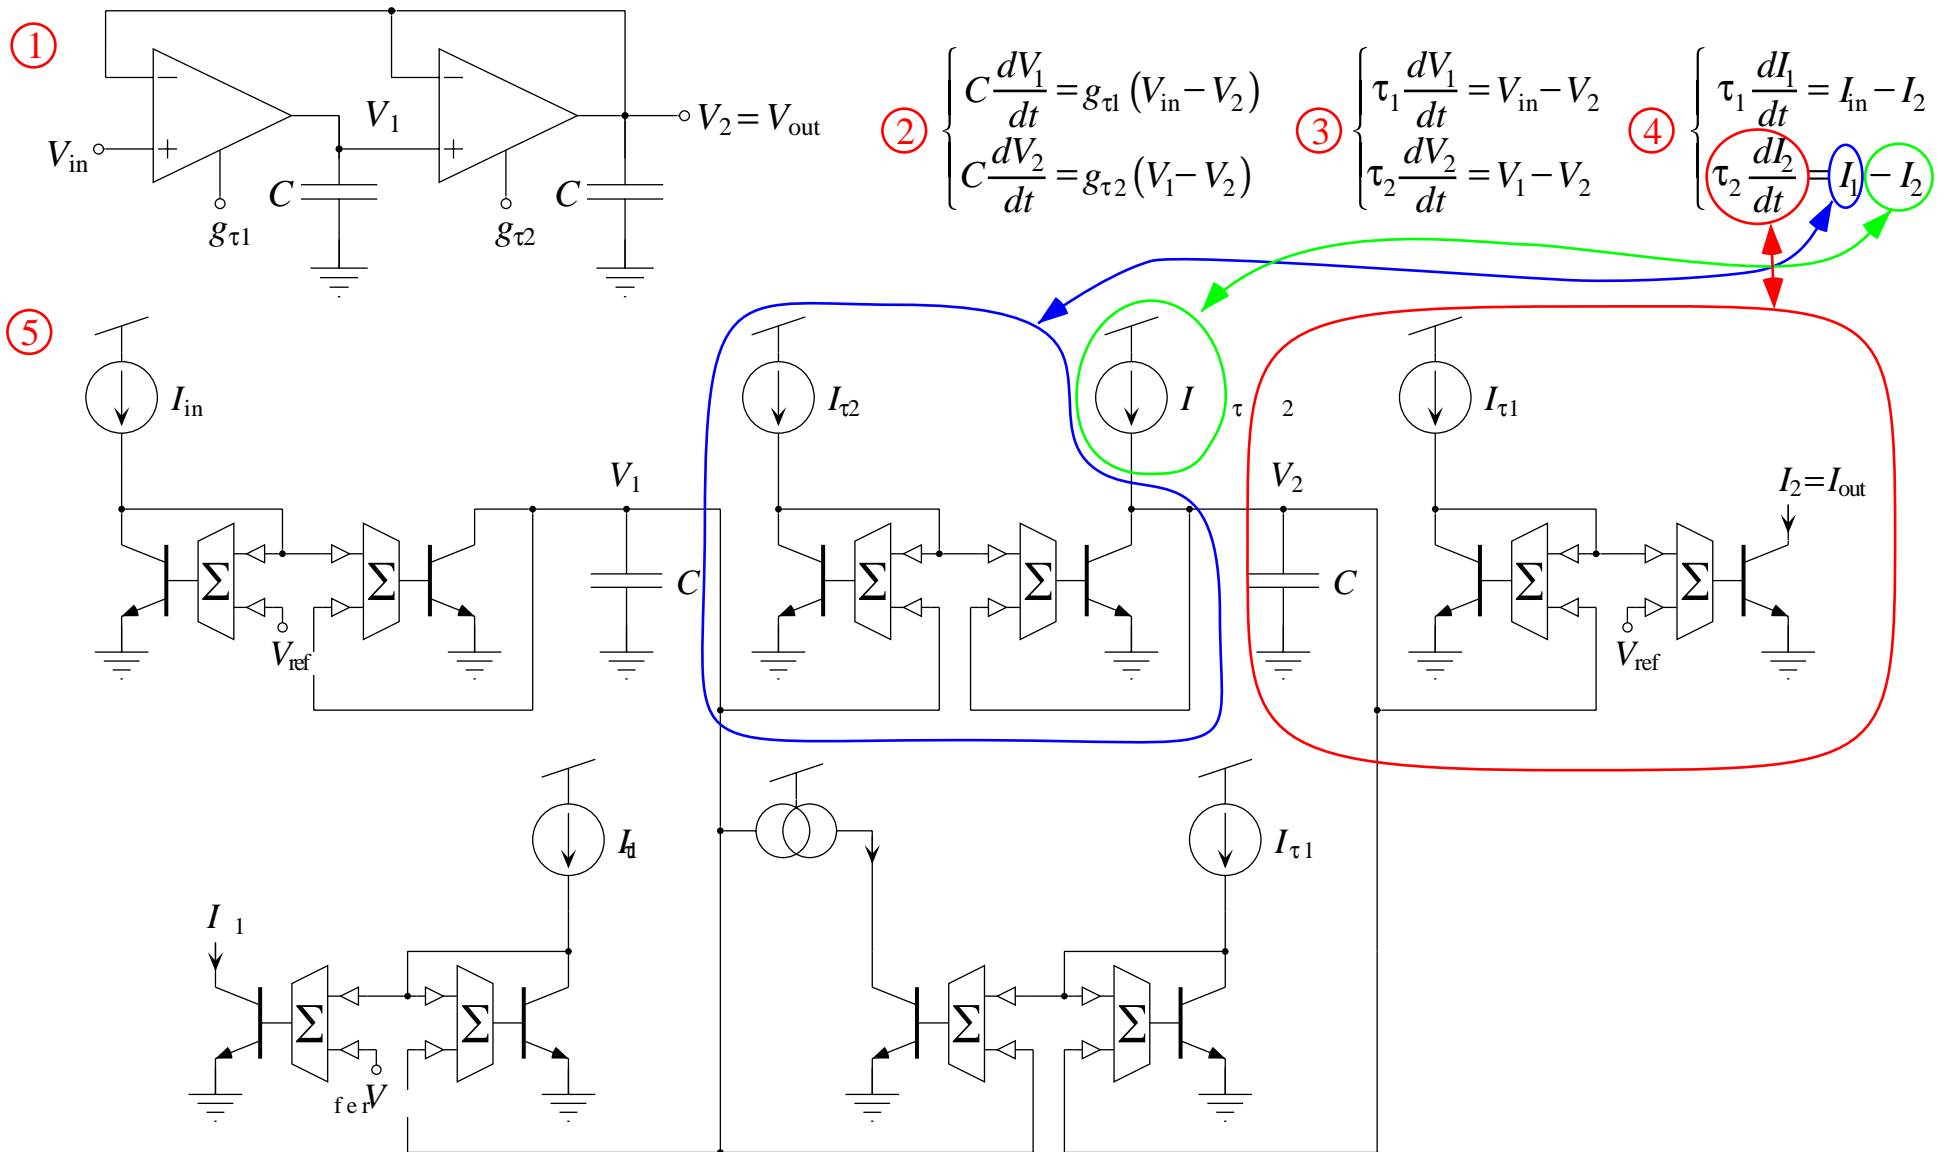 1
V1
V2 = Vout
Vin
C
C
gτ1
gτ2
2
C dV1/dt = gτ1 (Vin − V2)
C dV2/dt = gτ2 (V1 − V2)
3
τ1 dV1/dt = Vin − V2
τ2 dV2/dt = V1 − V2
4
τ1 dI1/dt = Iin − I2
τ2 dI2/dt = I1 − I2
5
Iin
Iτ2
I τ 2
Iτ1
V1
V2
I2 = Iout
Σ
Σ
C
Σ
Σ
C
Σ
Σ
Vref
Vref
Iτ1
Iτ1
I 1
Σ
Σ
Σ
Σ
fer V